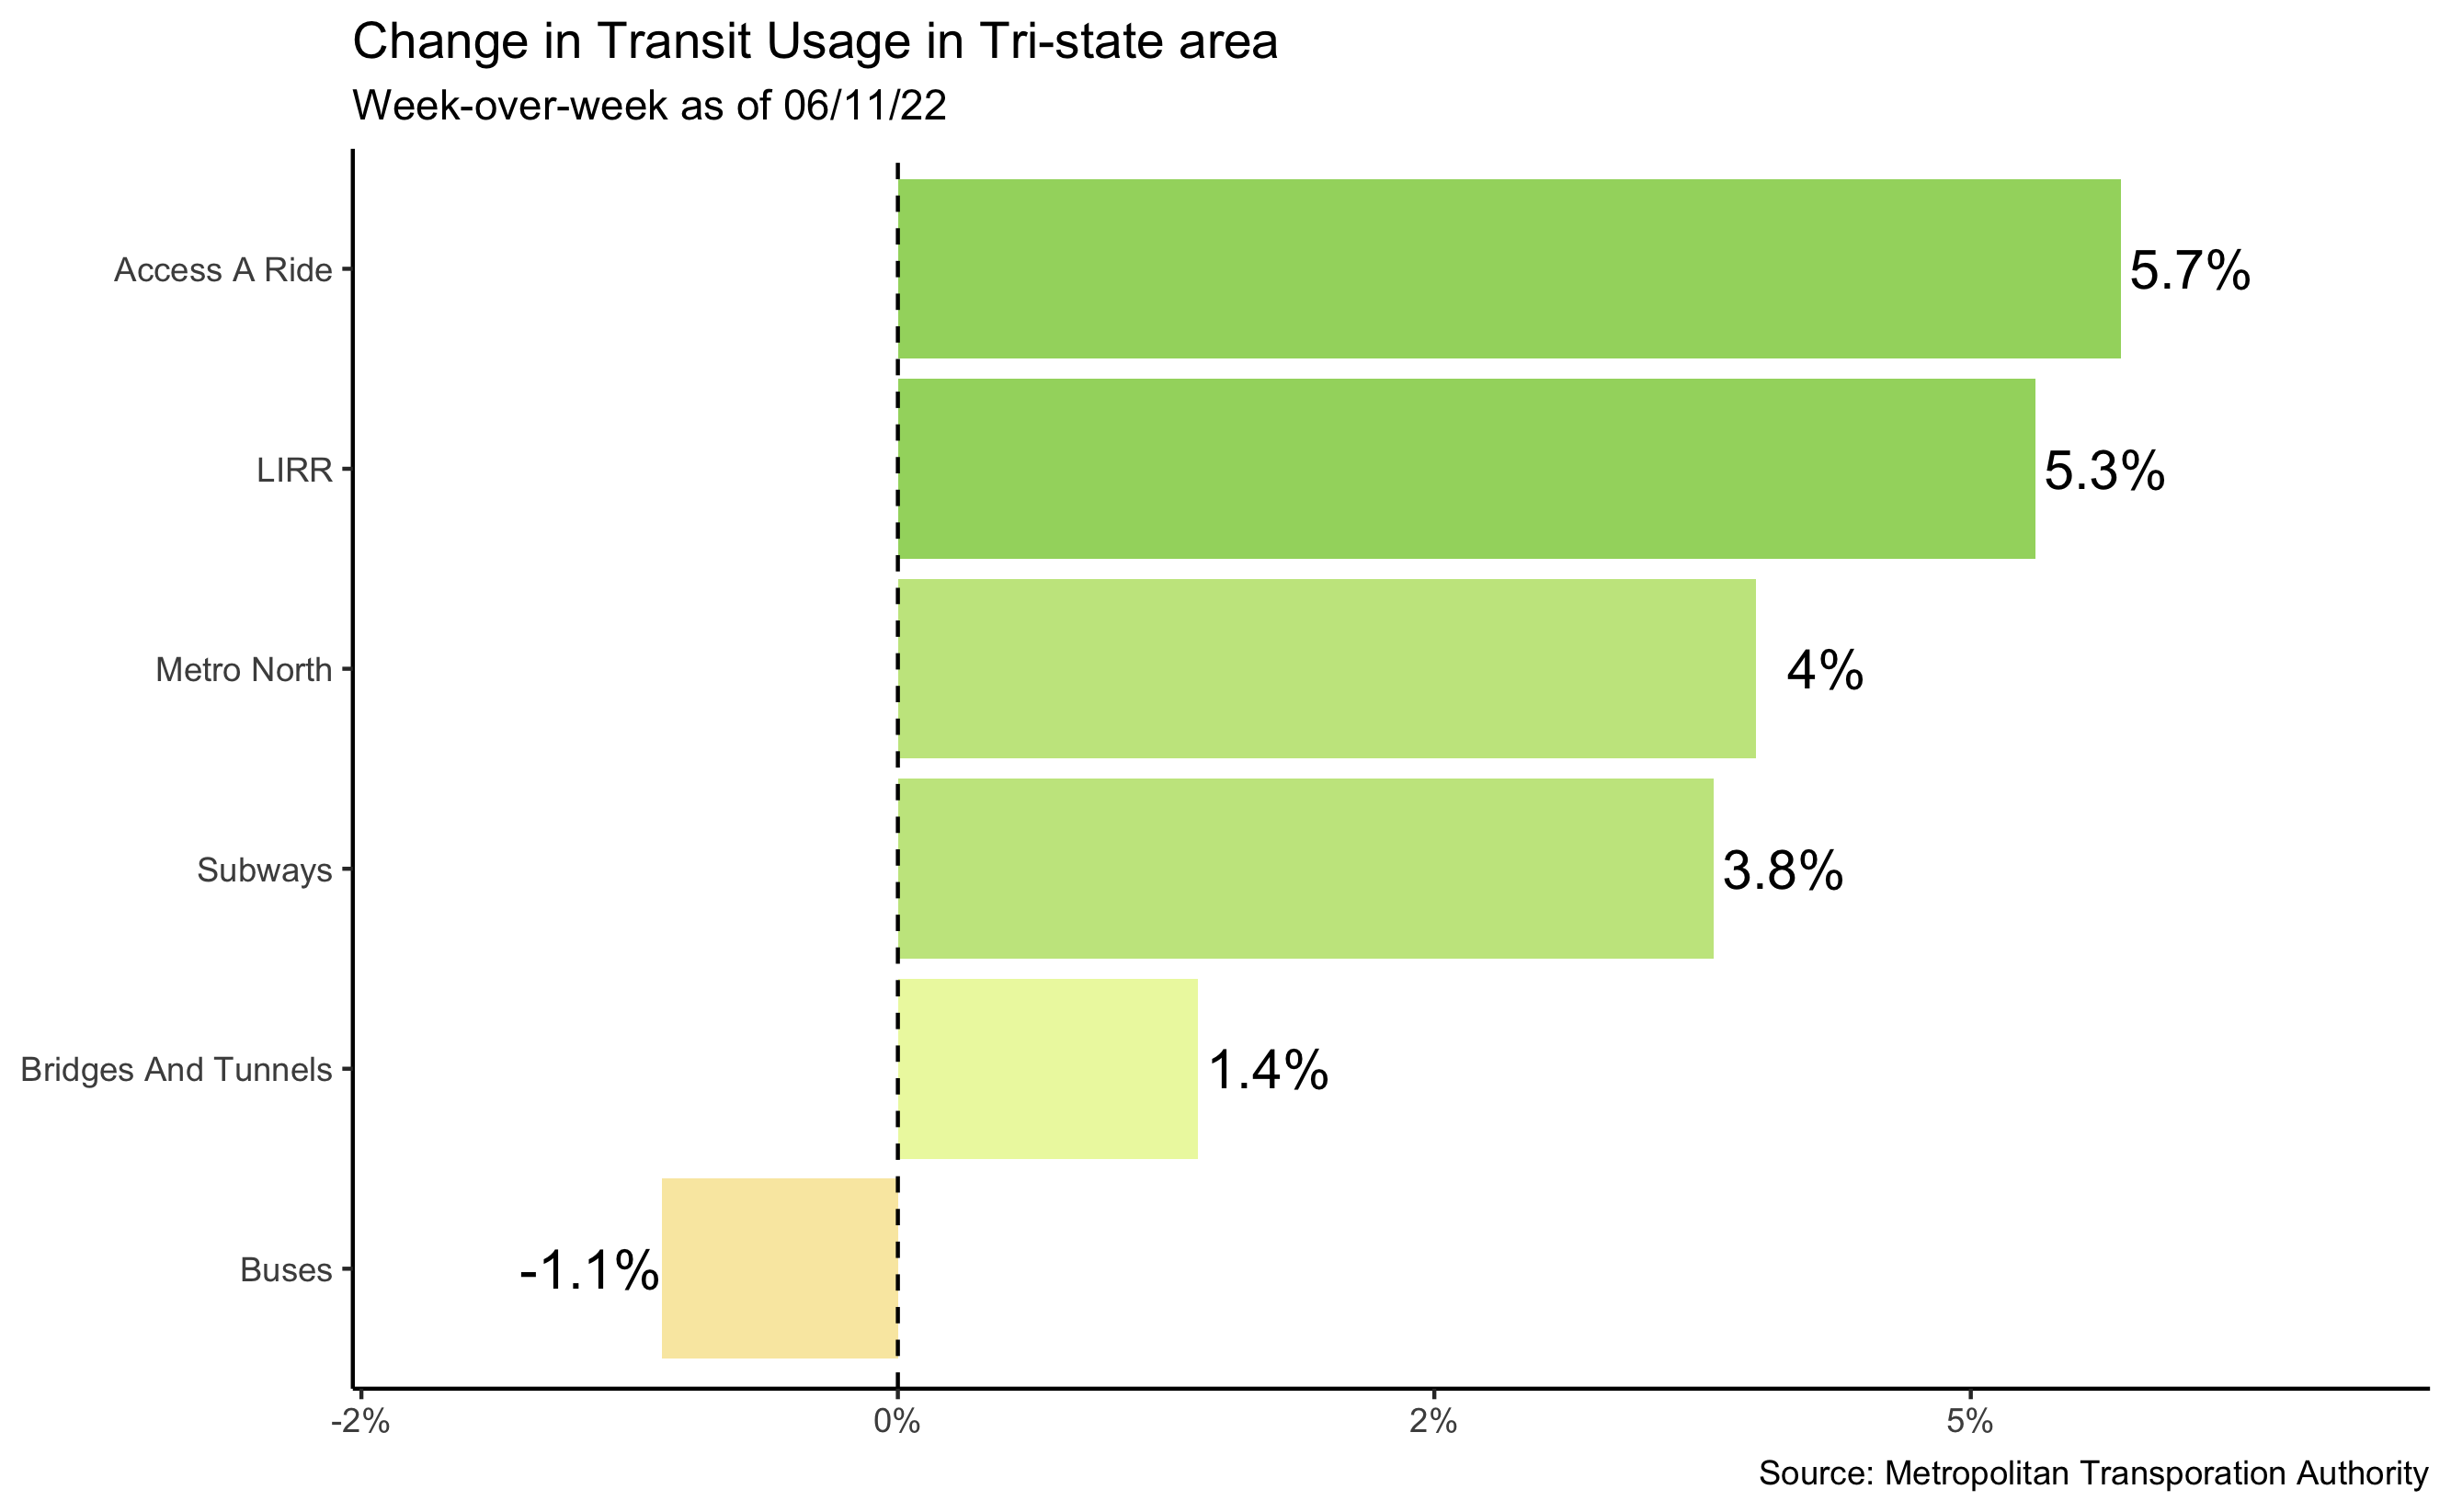 Change in Transit Usage in Tri-state area
Week-over-week as of 06/11/22
Access A Ride
5.7%
LIRR
5.3%
Metro North
4%
Subways
3.8%
Bridges And Tunnels
1.4%
Buses
-1.1%
-2%
0%
2%
5%
Source: Metropolitan Transporation Authority